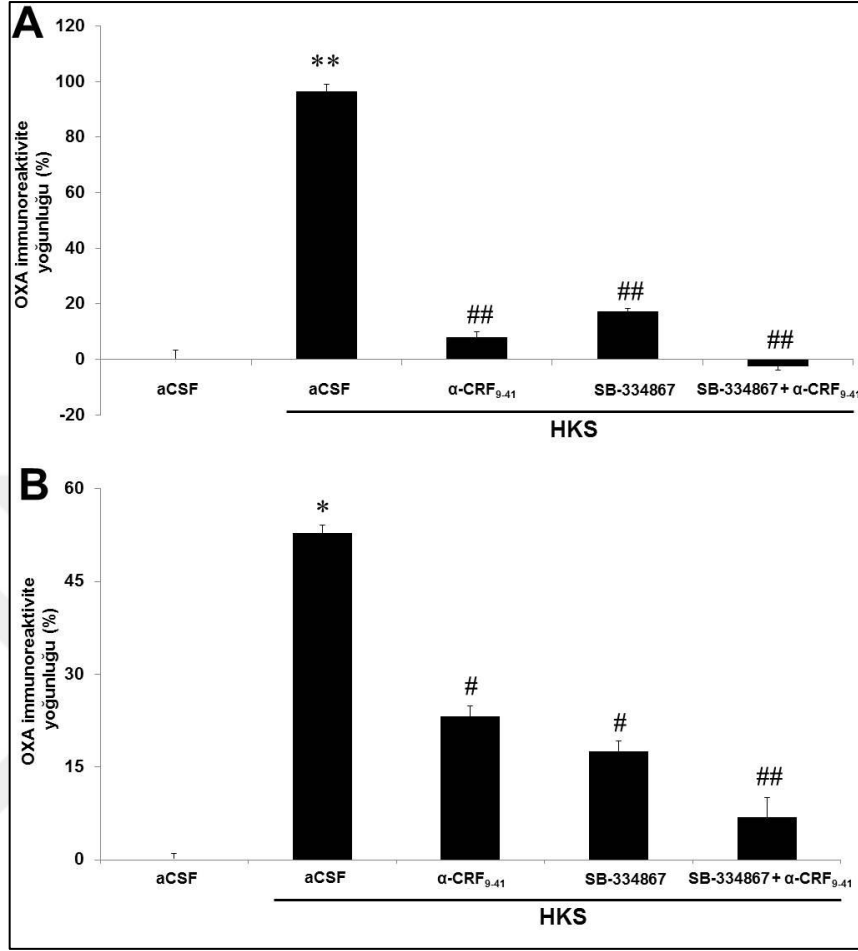 A
OXA immunoreaktivite
yoğunluğu (%)
120
100
80
60
40
20
0
-20
**
##
##
##
aCSF
aCSF
α-CRF₉₋₄₁
SB-334867
SB-334867 + α-CRF₉₋₄₁
HKS
B
OXA immunoreaktivite
yoğunluğu (%)
60
45
30
15
0
*
#
#
##
aCSF
aCSF
α-CRF₉₋₄₁
SB-334867
SB-334867 + α-CRF₉₋₄₁
HKS